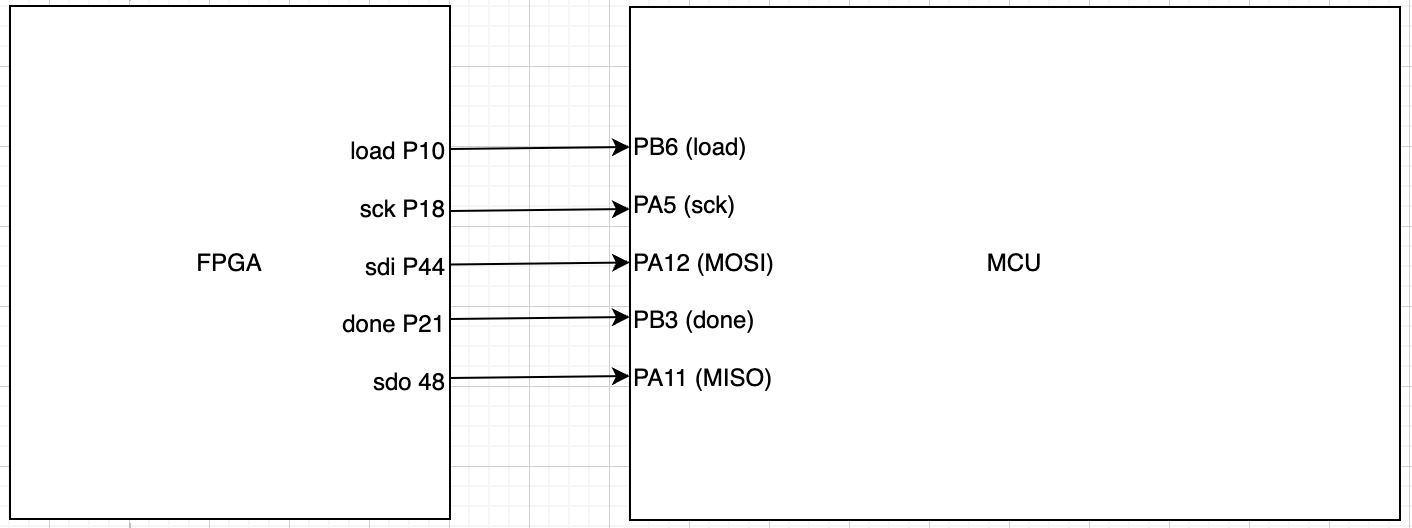 load P10
PB6 (load)
sck P18
PA5 (sck)
FPGA
sdi P44
PA12 (MOSI)
MCU
done P21
PB3 (done)
sdo 48
PA11 (MISO)